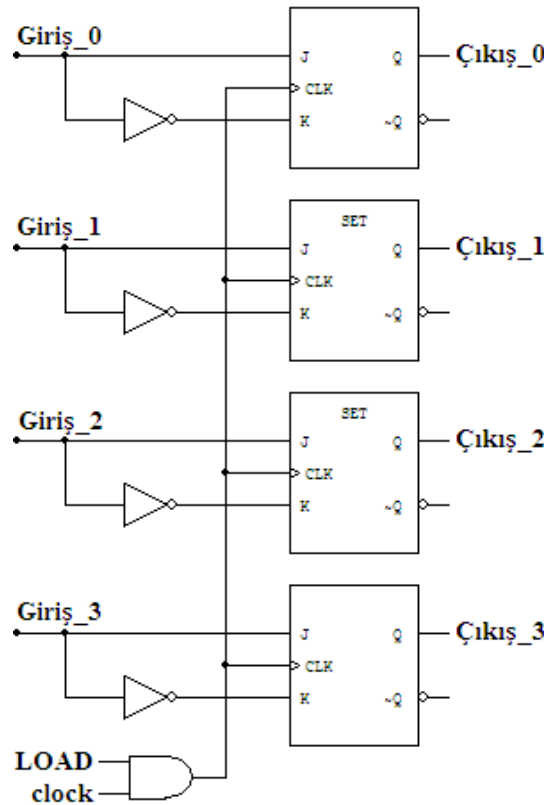 Giriş_0
J Q Çıkış_0
CLK
K ~Q
Giriş_1
SET
J Q Çıkış_1
CLK
K ~Q
Giriş_2
SET
J Q Çıkış_2
CLK
K ~Q
Giriş_3
J Q Çıkış_3
CLK
K ~Q
LOAD
clock